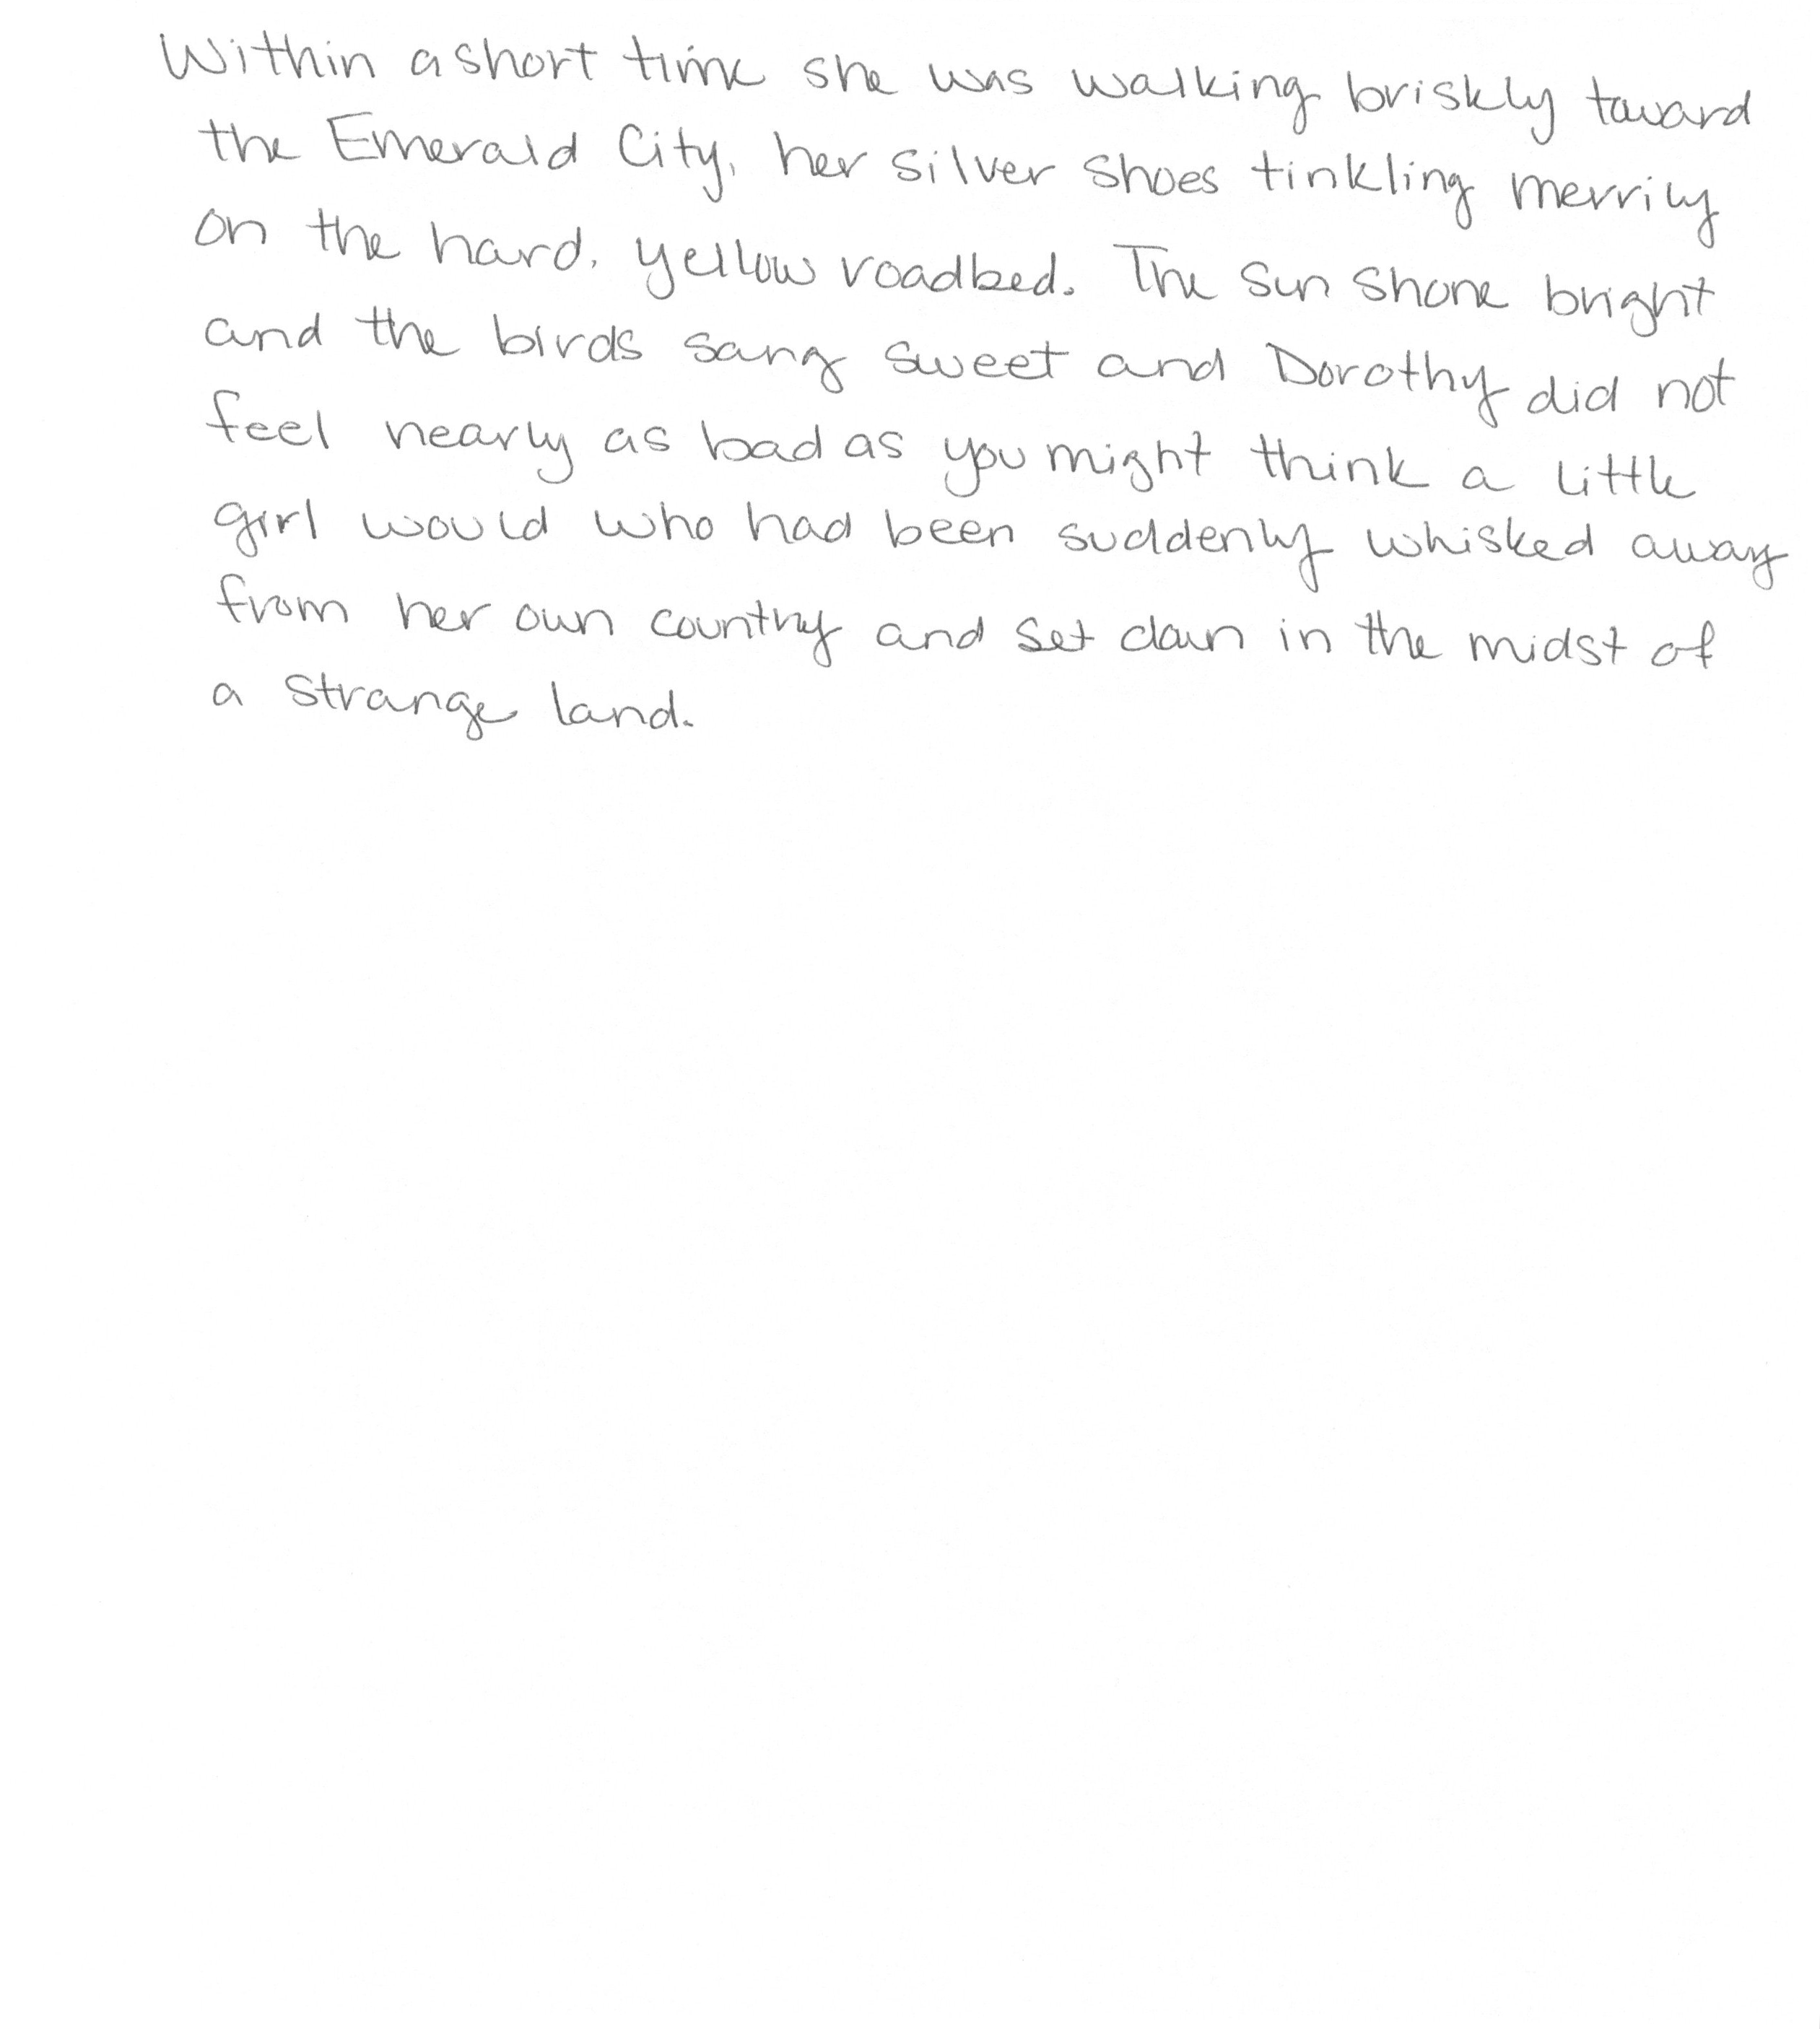 Within a short time she was walking briskly toward
the Emerald City, her silver shoes tinkling merrily
on the hard, yellow roadbed. The sun shone bright
and the birds sang sweet and Dorothy did not
feel nearly as bad as you might think a little
girl would who had been suddenly whisked away
from her own country and set down in the midst of
a strange land.